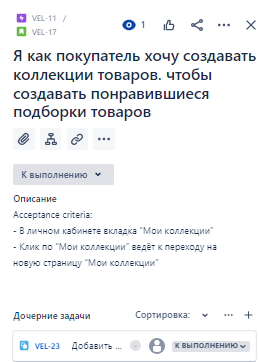 VEL-11 /
VEL-17
1
Я как покупатель хочу создавать
коллекции товаров. чтобы
создавать понравившиеся
подборки товаров
К выполнению
Описание
Acceptance criteria:
- В личном кабинете вкладка “Мои коллекции”
- Клик по “Мои коллекции” ведёт к переходу на
новую страницу “Мои коллекции”
Дочерние задачи
Сортировка:
VEL-23 Добавить ... - К ВЫПОЛНЕНИЮ